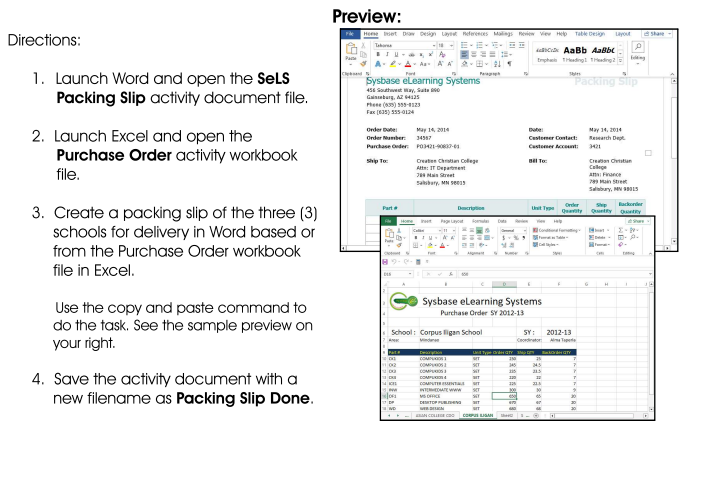 Directions:
1. Launch Word and open the SeLS
Packing Slip activity document file.
2. Launch Excel and open the
Purchase Order activity workbook
file.
3. Create a packing slip of the three (3)
schools for delivery in Word based or
from the Purchase Order workbook
file in Excel.
Use the copy and paste command to
do the task. See the sample preview on
your right.
4. Save the activity document with a
new filename as Packing Slip Done.
Preview:
File Home Insert Draw Design Layout References Mailings Review View Help Table Design Layout Share
Tahoma 10
Paste
Emphasis ¶ Heading 1 ¶ Heading 2
Editing
Clipboard Font Paragraph Styles
Sysbase eLearning Systems Packing Slip
456 Southwest Way, Suite 890
Gainseburg, AZ 94125
Phone (635) 555-0123
Fax (635) 555-0124
Order Date: May 14, 2014 Date: May 14, 2014
Order Number: 34567 Customer Contact: Research Dept.
Purchase Order: PO3421-90837-01 Customer Account: 3421
Ship To: Creation Christian College Bill To: Creation Christian
College
Attn: IT Department Attn: Finance
789 Main Street 789 Main Street
Salisbury, MN 98015 Salisbury, MN 98015
Part # Description Unit Type Order Quantity Ship Quantity Backorder Quantity
File Home Insert Page Layout Formulas Data Review View Help Share
Calibri 11 General Conditional Formatting Insert
Paste Format as Table Delete
Cell Styles Format
Clipboard Font Alignment Number Styles Cells Editing
D16 650
A B C D E F G H I
Sysbase eLearning Systems
Purchase Order SY 2012-13
School : Corpus Iligan School SY : 2012-13
Area: Mindanao Coordinator: Alma Tapeña
Part # Description Unit Type Order QTY Ship QTY BackOrder QTY
CK1 COMPUKIDS 1 SET 230 23 7
CK2 COMPUKIDS 2 SET 245 24.5 7
CK3 COMPUKIDS 3 SET 235 23.5 7
CK4 COMPUKIDS 4 SET 220 22 7
ICE1 COMPUTER ESSENTIALS SET 225 22.5 7
IWW INTERMEDIATE WWW SET 300 30 9
OF1 MS OFFICE SET 650 65 20
DP DESKTOP PUBLISHING SET 670 67 20
WD WEB DESIGN SET 680 68 20
ASIAN COLLEGE CDO CORPUS ILIGAN Sheet2 S ...